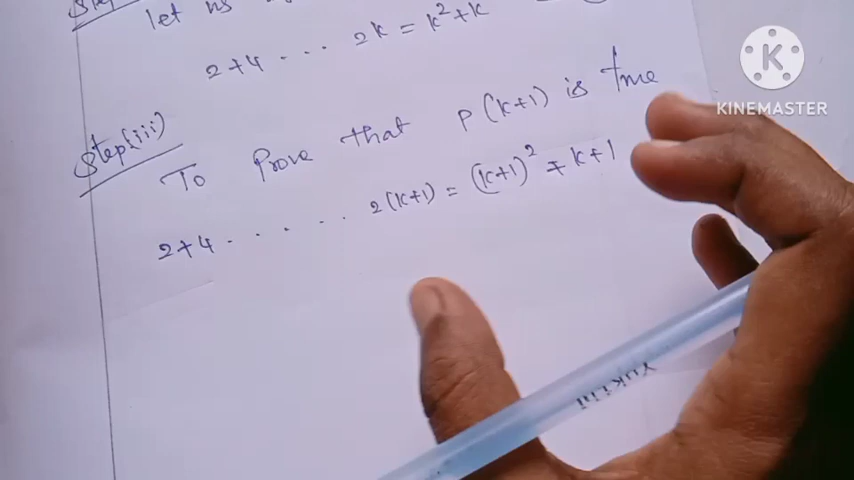 Step
let us
2+4 ... 2k = k²+k
Step(iii)
To Prove that P(k+1) is true
2+4 ...... 2(k+1) = (k+1)² + k+1
K
KINEMASTER